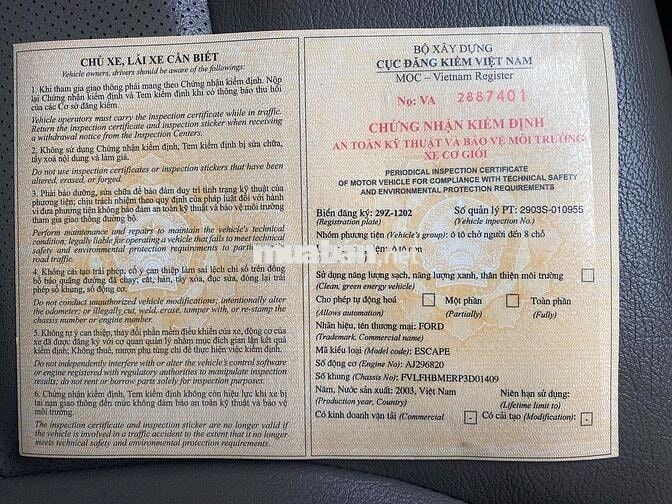 CHỦ XE, LÁI XE CẦN BIẾT
Vehicle owners, drivers should be aware of the followings:
1. Khi tham gia giao thông phải mang theo Chứng nhận kiểm định. Nộp
lại Chứng nhận kiểm định và Tem kiểm định khi có thông báo thu hồi
của các Cơ sở đăng kiểm.
Vehicle operators must carry the inspection certificate while in traffic.
Return the inspection certificate and inspection sticker when receiving
a withdrawal notice from the Inspection Centers.
2. Không sử dụng Chứng nhận kiểm định, Tem kiểm định bị sửa chữa,
tẩy xoá nội dung và làm giả.
Do not use inspection certificates or inspection stickers that have been
altered, erased, or forged.
3. Phải bảo dưỡng, sửa chữa để bảo đảm duy trì tình trạng kỹ thuật của
phương tiện; chịu trách nhiệm theo quy định của pháp luật đối với hành
vi đưa phương tiện không bảo đảm an toàn kỹ thuật và bảo vệ môi trường
tham gia giao thông đường bộ.
Perform maintenance and repairs to maintain the vehicle's technical
condition; legally liable for operating a vehicle that fails to meet technical
safety and environmental protection requirements to participate in
road traffic.
4. Không cải tạo trái phép; cố ý can thiệp làm sai lệch chỉ số trên đồng
hồ báo quãng đường đã chạy; cắt, hàn, tẩy xóa, đục sửa, đóng lại trái
phép số khung, số động cơ.
Do not conduct unauthorized vehicle modifications; intentionally alter
the odometer; or illegally cut, weld, erase, tamper with, or re-stamp the
chassis number or engine number.
5. Không tự ý can thiệp, thay đổi phần mềm điều khiển của xe, động cơ của
xe đã được đăng ký với cơ quan quản lý nhằm mục đích gian lận kết quả
kiểm định; Không thuê, mượn phụ tùng chỉ để thực hiện việc kiểm định.
Do not independently interfere with or alter the vehicle's control software
or engine registered with regulatory authorities to manipulate inspection
results; do not rent or borrow parts solely for inspection purposes.
6. Chứng nhận kiểm định, Tem kiểm định không còn hiệu lực khi xe bị
tai nạn giao thông đến mức không đảm bảo an toàn kỹ thuật và bảo vệ
môi trường.
The inspection certificate and inspection sticker are no longer valid if
the vehicle is involved in a traffic accident to the extent that it no longer
meets technical safety and environmental protection requirements.
BỘ XÂY DỰNG
CỤC ĐĂNG KIỂM VIỆT NAM
MOC – Vietnam Register
No: VA 2887401
CHỨNG NHẬN KIỂM ĐỊNH
AN TOÀN KỸ THUẬT VÀ BẢO VỆ MÔI TRƯỜNG
XE CƠ GIỚI
PERIODICAL INSPECTION CERTIFICATE
OF MOTOR VEHICLE FOR COMPLIANCE WITH TECHNICAL SAFETY
AND ENVIRONMENTAL PROTECTION REQUIREMENTS
Biển đăng ký: 29Z-1202 Số quản lý PT: 2903S-010955
(Registration plate) (Vehicle inspection No.)
Nhóm phương tiện (Vehicle's group): ô tô chở người đến 8 chỗ
ô tô con
muaban.net
Sử dụng năng lượng sạch, năng lượng xanh, thân thiện môi trường
(Clean, green energy vehicle)
Cho phép tự động hoá Một phần Toàn phần
(Allows automation) (Partially) (Fully)
Nhãn hiệu, tên thương mại: FORD
(Trademark, Commercial name)
Mã kiểu loại (Model code): ESCAPE
Số động cơ (Engine No): AJ296820
Số khung (Chassis No): FVLFHBMERP3D01409
Năm, Nước sản xuất: 2003, Việt Nam Niên hạn sử dụng:
(Production year, Country) (Lifetime limit to)
Có kinh doanh vận tải (Commercial - Có cải tạo (Modification): -